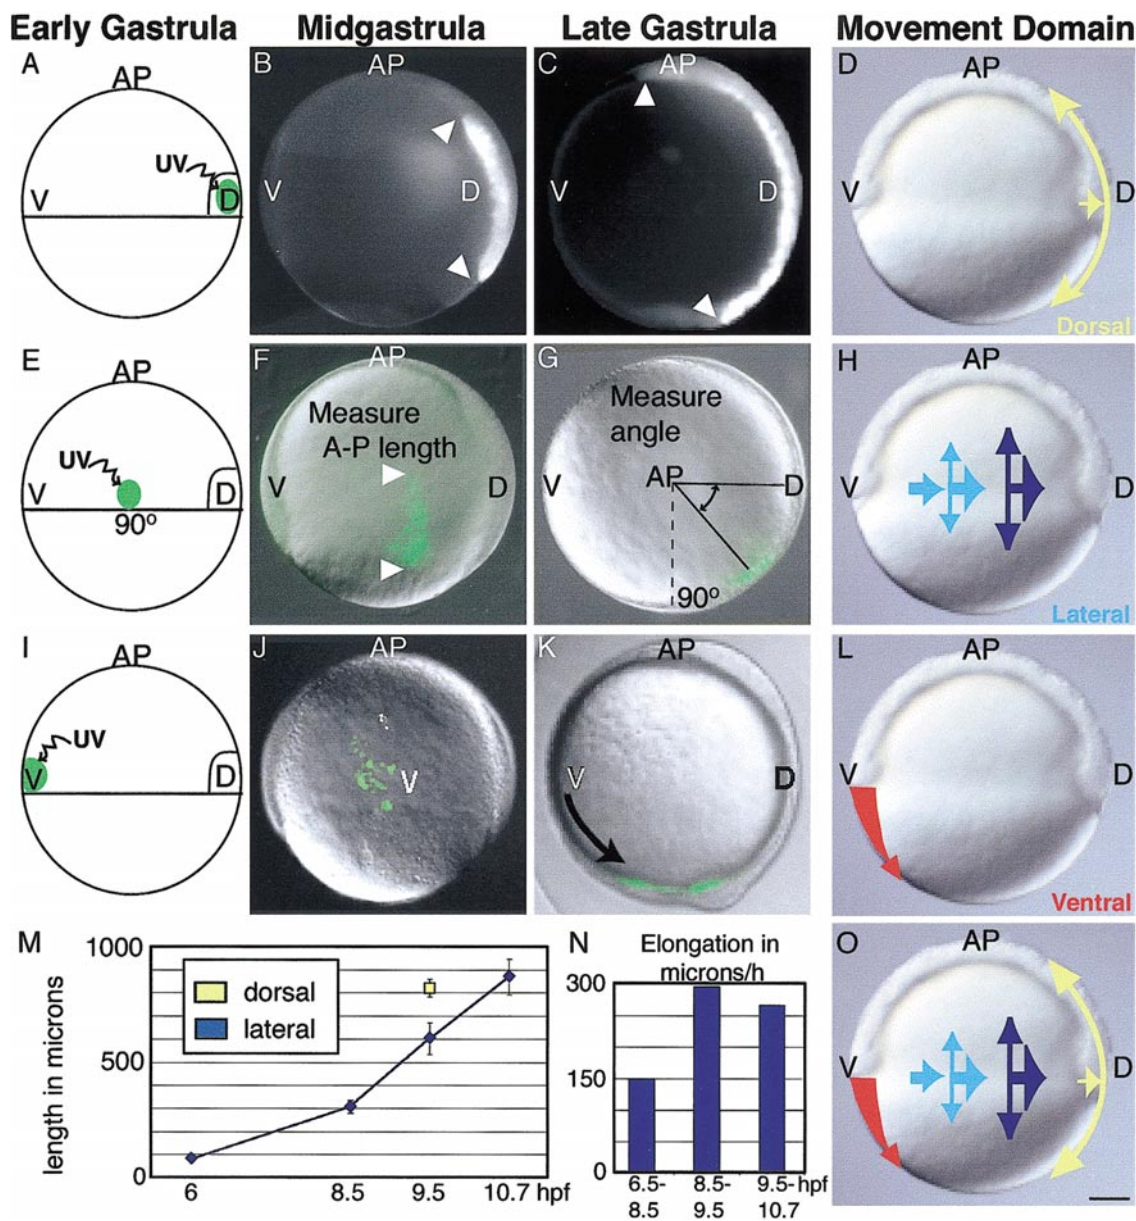 Early Gastrula Midgastrula Late Gastrula Movement Domain
A AP UV V D
B AP V D
C AP V D
D AP V D Dorsal
E AP UV V D 90º
F AP Measure A-P length V D
G Measure angle AP V D 90º
H AP V D Lateral
I AP UV V D
J AP V
K AP V D
L AP V D Ventral
M
1000
500
0
length in microns
dorsal
lateral
6 8.5 9.5 10.7 hpf
N Elongation in
microns/h
300
150
0
6.5- 8.5- 9.5- hpf
8.5 9.5 10.7
O AP V D